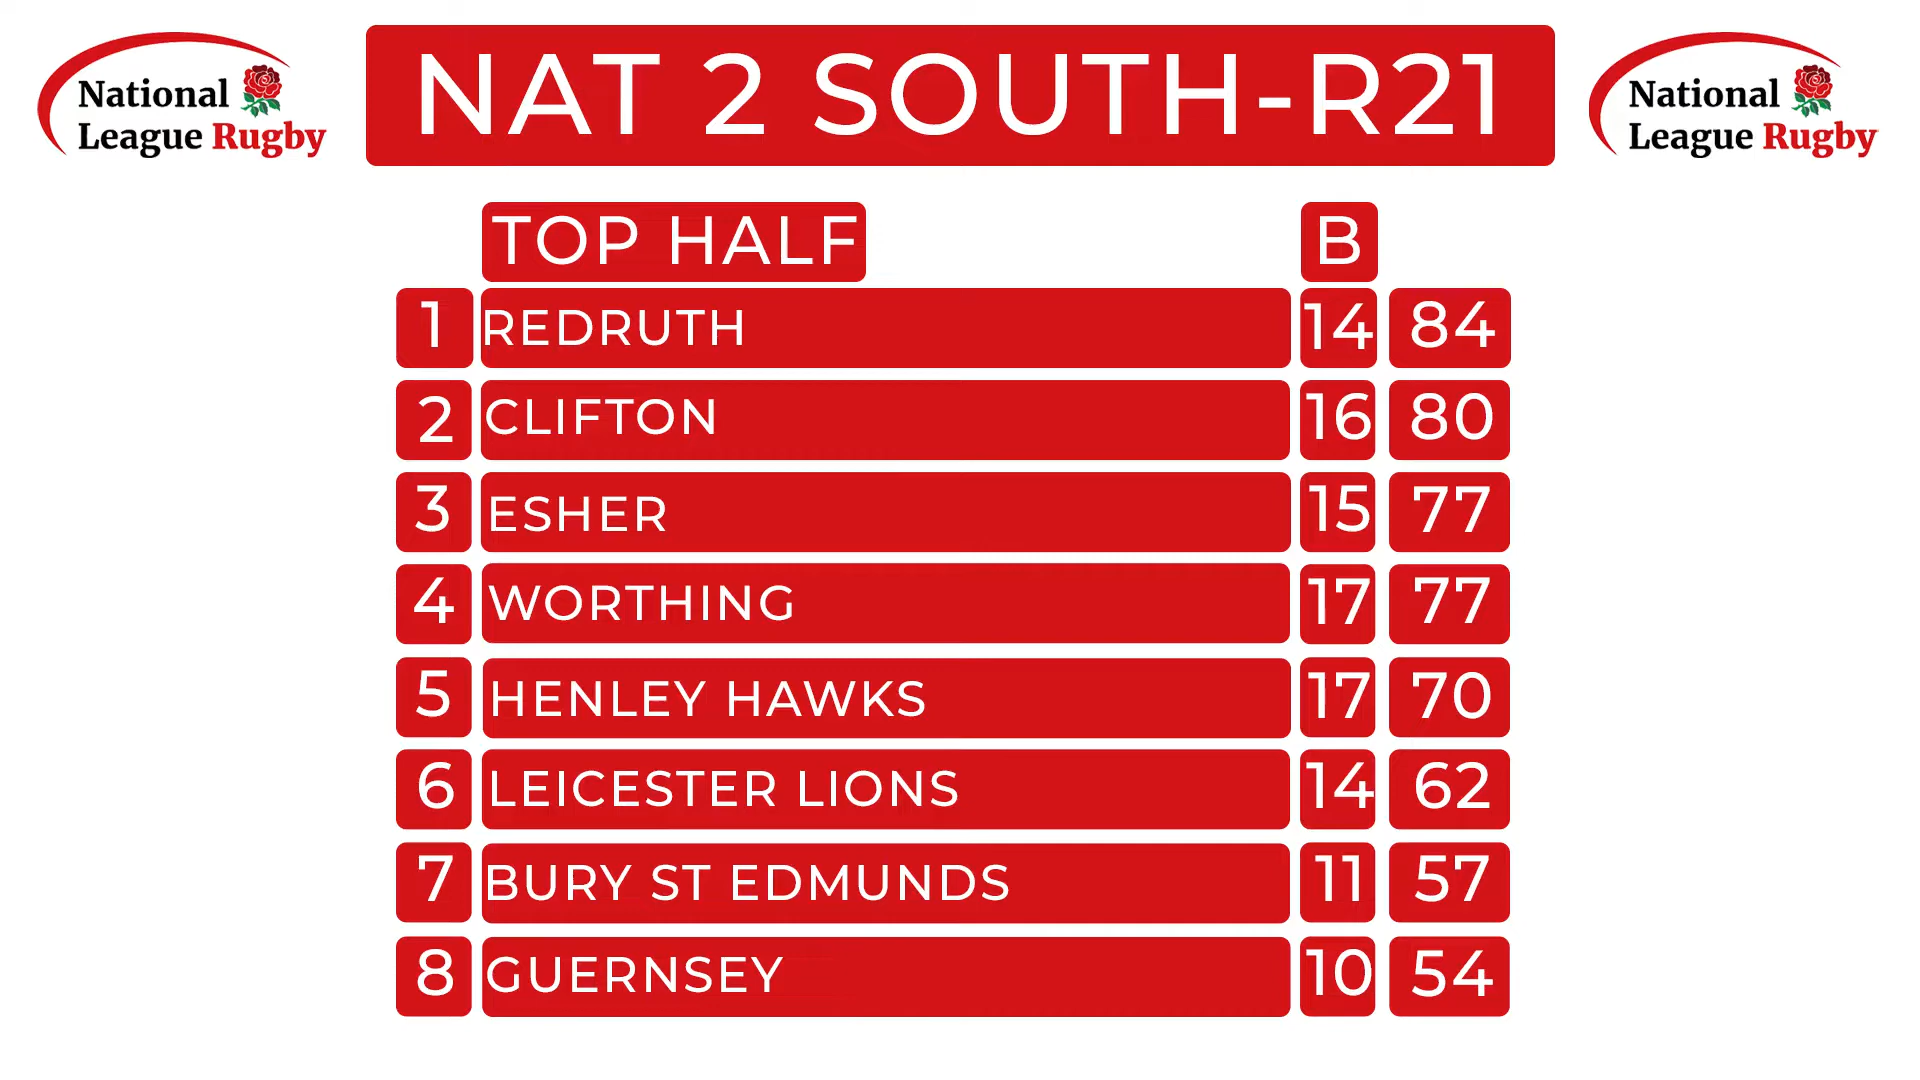 National
League Rugby
NAT 2 SOUTH-R21
National
League Rugby
TOP HALF B
1 REDRUTH 14 84
2 CLIFTON 16 80
3 ESHER 15 77
4 WORTHING 17 77
5 HENLEY HAWKS 17 70
6 LEICESTER LIONS 14 62
7 BURY ST EDMUNDS 11 57
8 GUERNSEY 10 54